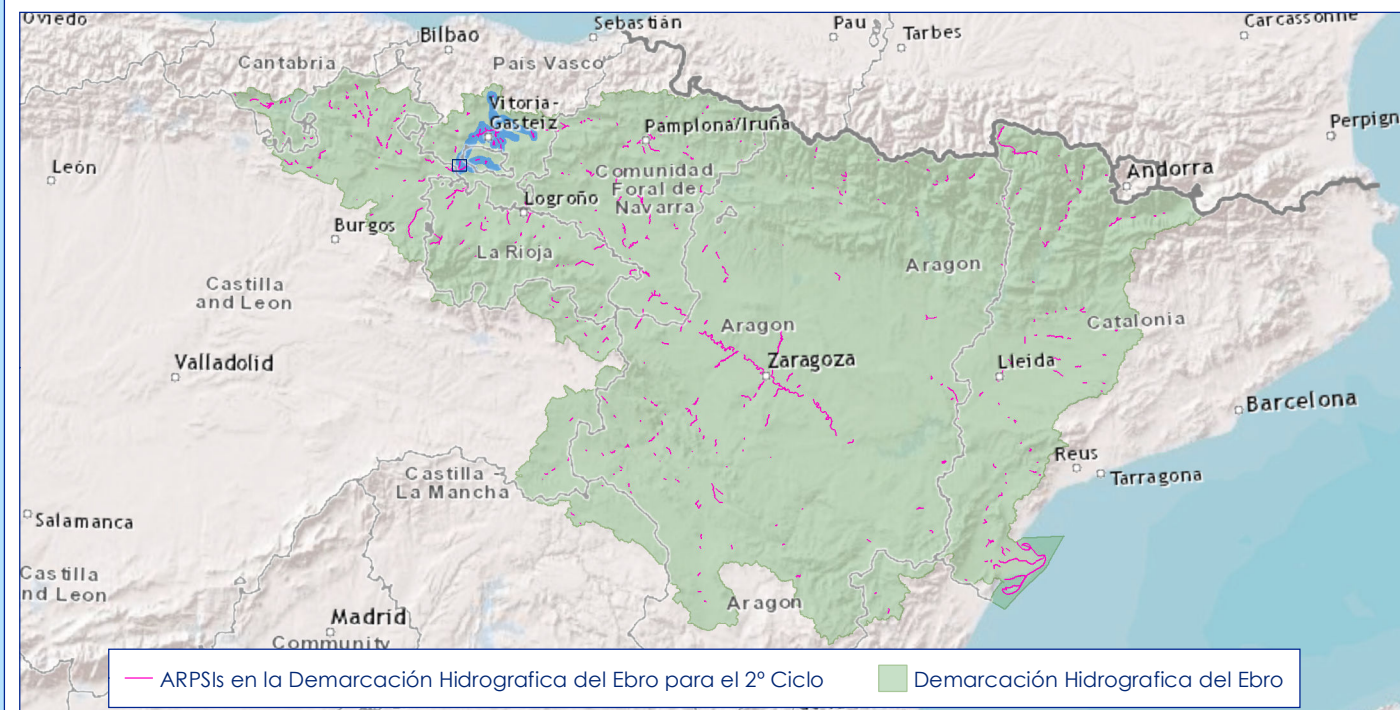 Oviedo
Sebastián
Pau
Carcassonne
Bilbao
Tarbes
Cantabria
País Vasco
Vitoria-
Gasteiz
Pamplona/Iruña
Perpign
León
Comunidad
Foral de
Navarra
Andorra
Logroño
Burgos
La Rioja
Aragon
Castilla
and Leon
Aragon
Catalonia
Valladolid
Zaragoza
Lleida
Barcelona
Reus
Castilla -
La Mancha
Tarragona
Salamanca
Castilla
nd Leon
Aragon
Madrid
Community
ARPSIs en la Demarcación Hidrografica del Ebro para el 2º Ciclo
Demarcación Hidrografica del Ebro